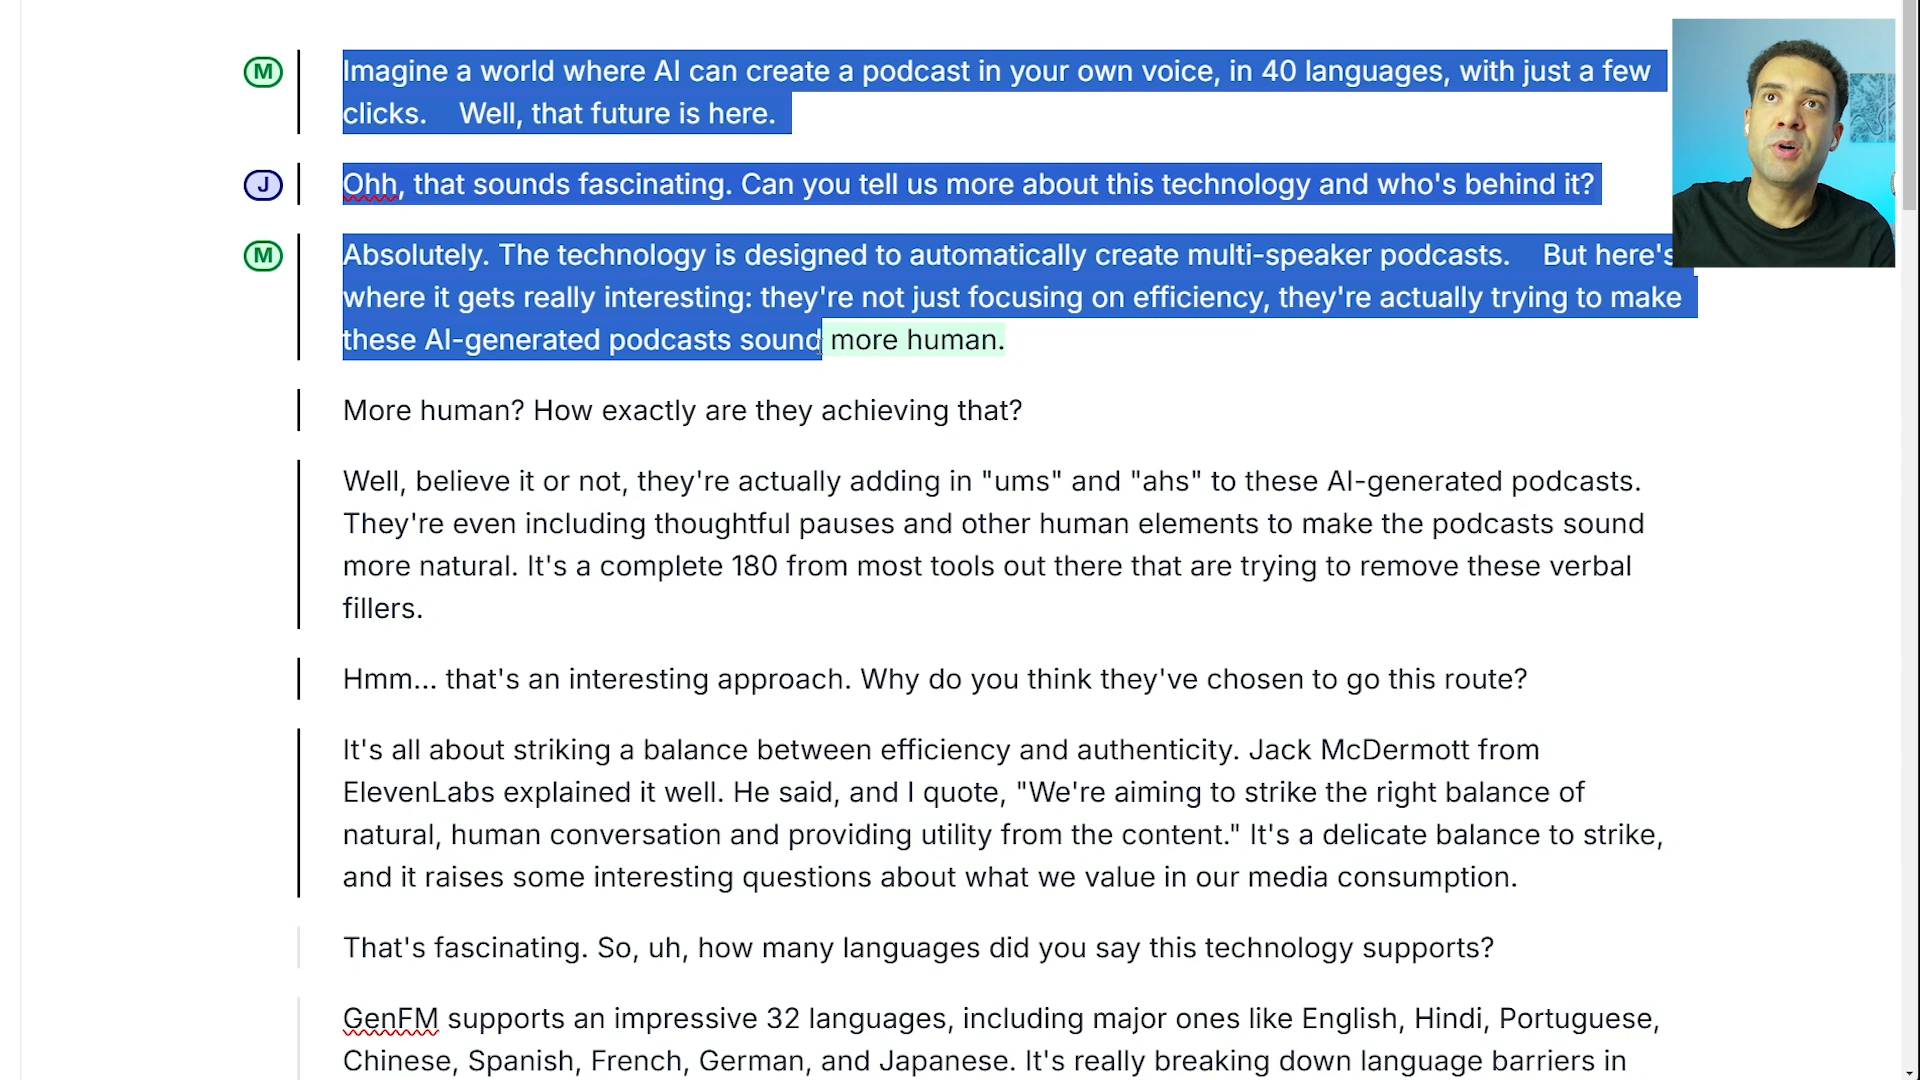 M Imagine a world where AI can create a podcast in your own voice, in 40 languages, with just a few
clicks. Well, that future is here.
J Ohh, that sounds fascinating. Can you tell us more about this technology and who's behind it?
M Absolutely. The technology is designed to automatically create multi-speaker podcasts. But here's
where it gets really interesting: they're not just focusing on efficiency, they're actually trying to make
these AI-generated podcasts sound more human.
More human? How exactly are they achieving that?
Well, believe it or not, they're actually adding in "ums" and "ahs" to these AI-generated podcasts.
They're even including thoughtful pauses and other human elements to make the podcasts sound
more natural. It's a complete 180 from most tools out there that are trying to remove these verbal
fillers.
Hmm... that's an interesting approach. Why do you think they've chosen to go this route?
It's all about striking a balance between efficiency and authenticity. Jack McDermott from
ElevenLabs explained it well. He said, and I quote, "We're aiming to strike the right balance of
natural, human conversation and providing utility from the content." It's a delicate balance to strike,
and it raises some interesting questions about what we value in our media consumption.
That's fascinating. So, uh, how many languages did you say this technology supports?
GenFM supports an impressive 32 languages, including major ones like English, Hindi, Portuguese,
Chinese, Spanish, French, German, and Japanese. It's really breaking down language barriers in